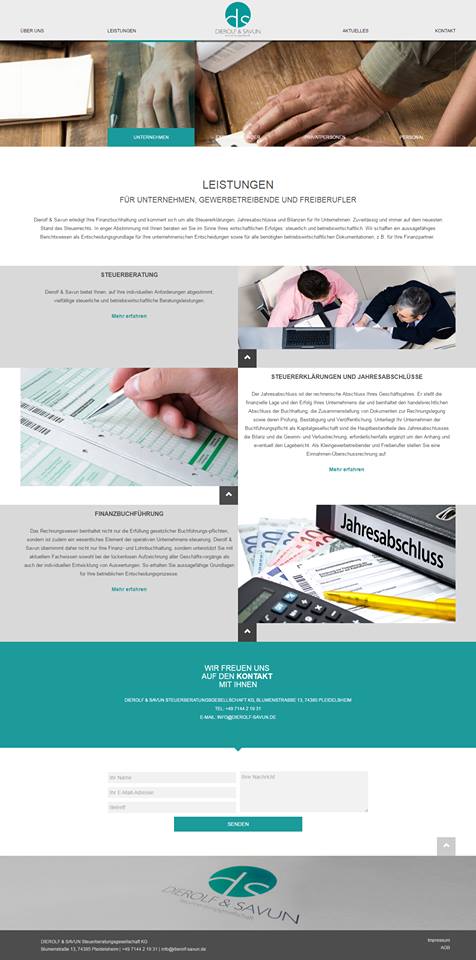 ÜBER UNS
LEISTUNGEN
DIEROLF & SAVUN
AKTUELLES
KONTAKT
UNTERNEHMEN
PRIVATPERSONEN
PERSONAL
LEISTUNGEN
FÜR UNTERNEHMEN, GEWERBETREIBENDE UND FREIBERUFLER
Dierolf & Savun erledigt Ihre Finanzbuchhaltung und kümmert sich um alle Steuererklärungen, Jahresabschlüsse und Bilanzen für Ihr Unternehmen. Zuverlässig und immer auf dem neuesten
Stand des Steuerrechts. In enger Abstimmung mit Ihnen beraten wir Sie im Sinne Ihres wirtschaftlichen Erfolges: steuerlich und betriebswirtschaftlich. Wir schaffen ein aussagefähiges
Berichtswesen als Entscheidungsgrundlage für Ihre unternehmerischen Entscheidungen sowie für alle benötigten betriebswirtschaftlichen Dokumentationen, z.B. für Ihre Finanzpartner.
STEUERBERATUNG
Dierolf & Savun bietet Ihnen, auf Ihre individuellen Anforderungen abgestimmt,
vielfältige steuerliche und betriebswirtschaftliche Beratungsleistungen.
Mehr erfahren
STEUERERKLÄRUNGEN UND JAHRESABSCHLÜSSE
Der Jahresabschluss ist der rechnerische Abschluss Ihres Geschäftsjahres. Er stellt die
finanzielle Lage und den Erfolg Ihres Unternehmens dar und beinhaltet den handelsrechtlichen
Abschluss der Buchhaltung, die Zusammenstellung von Dokumenten zur Rechnungslegung
sowie deren Prüfung, Bestätigung und Veröffentlichung. Unterliegt Ihr Unternehmen der
Buchführungspflicht als Kapitalgesellschaft sind die Hauptbestandteile des Jahresabschlusses
die Bilanz und die Gewinn- und Verlustrechnung, erforderlichenfalls ergänzt um den Anhang und
eventuell den Lagebericht. Als Kleingewerbetreibender und Freiberufler stellen Sie eine
Einnahmen-Überschussrechnung auf.
Mehr erfahren
FINANZBUCHFÜHRUNG
Das Rechnungswesen beinhaltet nicht nur die Erfüllung gesetzlicher Buchführungs-pflichten,
sondern ist zudem ein wesentliches Element der operativen Unternehmens-steuerung. Dierolf &
Savun übernimmt daher nicht nur Ihre Finanz- und Lohnbuchhaltung, sondern unterstützt Sie mit
aktuellem Fachwissen sowohl bei der lückenlosen Aufzeichnung aller Geschäfts-vorgänge als
auch der individuellen Entwicklung von Auswertungen. So erhalten Sie aussagefähige Grundlagen
für Ihre betrieblichen Entscheidungsprozesse.
Mehr erfahren
Jahresabschluss
WIR FREUEN UNS
AUF DEN KONTAKT
MIT IHNEN
DIEROLF & SAVUN STEUERBERATUNGSGESELLSCHAFT KG, BLUMENSTRASSE 13, 74385 PLEIDELSHEIM
TEL: +49 7144 2 19 31
E-MAIL: INFO@DIEROLF-SAVUN.DE
Ihr Name
Ihre Nachricht
Ihr E-Mail-Adresse
Betreff
SENDEN
DIEROLF & SAVUN
Steuerberatungsgesellschaft
DIEROLF & SAVUN Steuerberatungsgesellschaft KG
Impressum
Blumenstraße 13, 74385 Pleidelsheim | +49 7144 2 19 31 | info@dierolf-savun.de
AGB